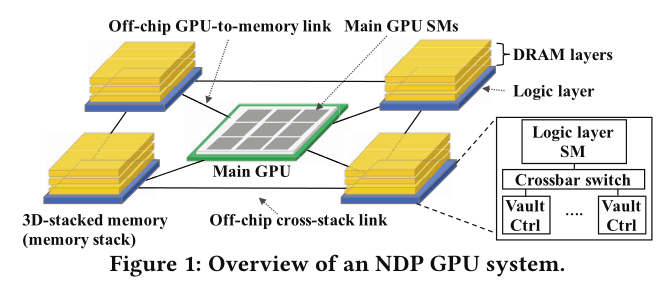 Off-chip GPU-to-memory link
Main GPU SMs
DRAM layers
Logic layer
Main GPU
3D-stacked memory
(memory stack)
Off-chip cross-stack link
Logic layer
SM
Crossbar switch
Vault
Ctrl
....
Vault
Ctrl
Figure 1: Overview of an NDP GPU system.